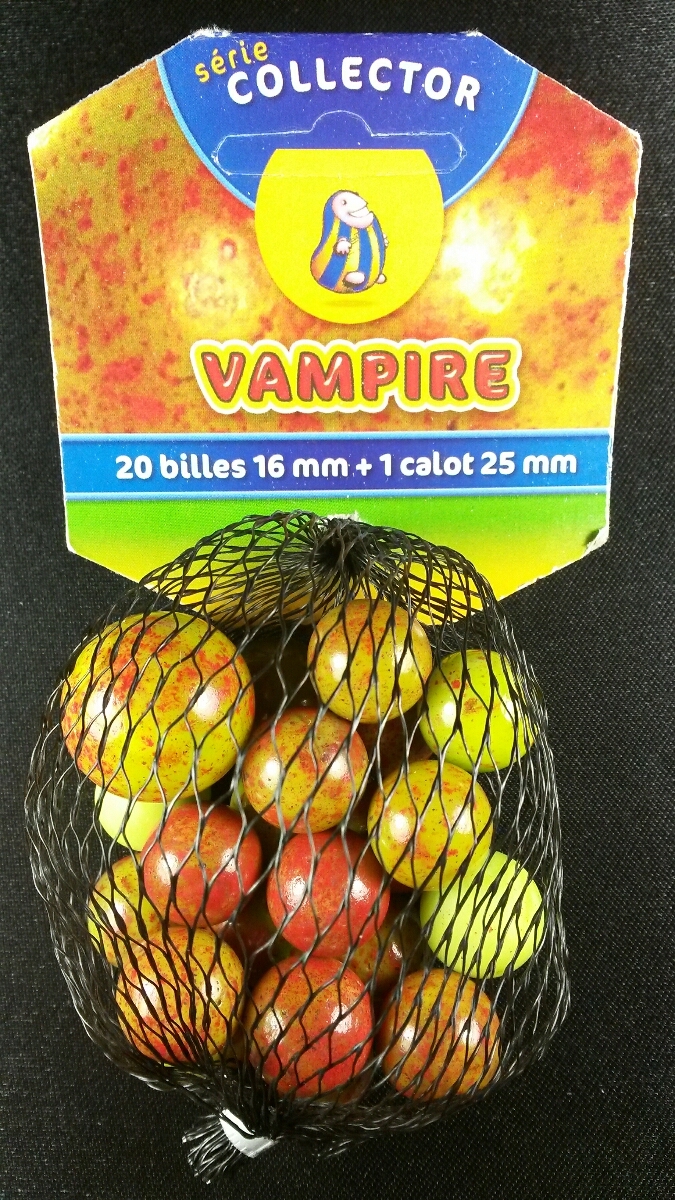 série
COLLECTOR
VAMPIRE
20 billes 16 mm + 1 calot 25 mm